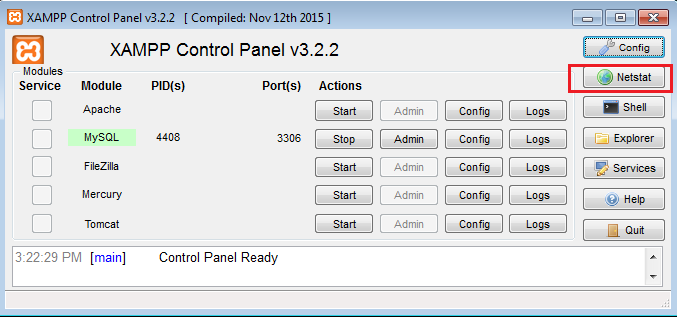 XAMPP Control Panel v3.2.2 [ Compiled: Nov 12th 2015 ]
XAMPP Control Panel v3.2.2
Config
Modules
Service Module PID(s) Port(s) Actions
Netstat
Apache Start Admin Config Logs
Shell
MySQL 4408 3306 Stop Admin Config Logs
Explorer
FileZilla Start Admin Config Logs
Services
Mercury Start Admin Config Logs
Help
Tomcat Start Admin Config Logs
Quit
3:22:29 PM [main] Control Panel Ready